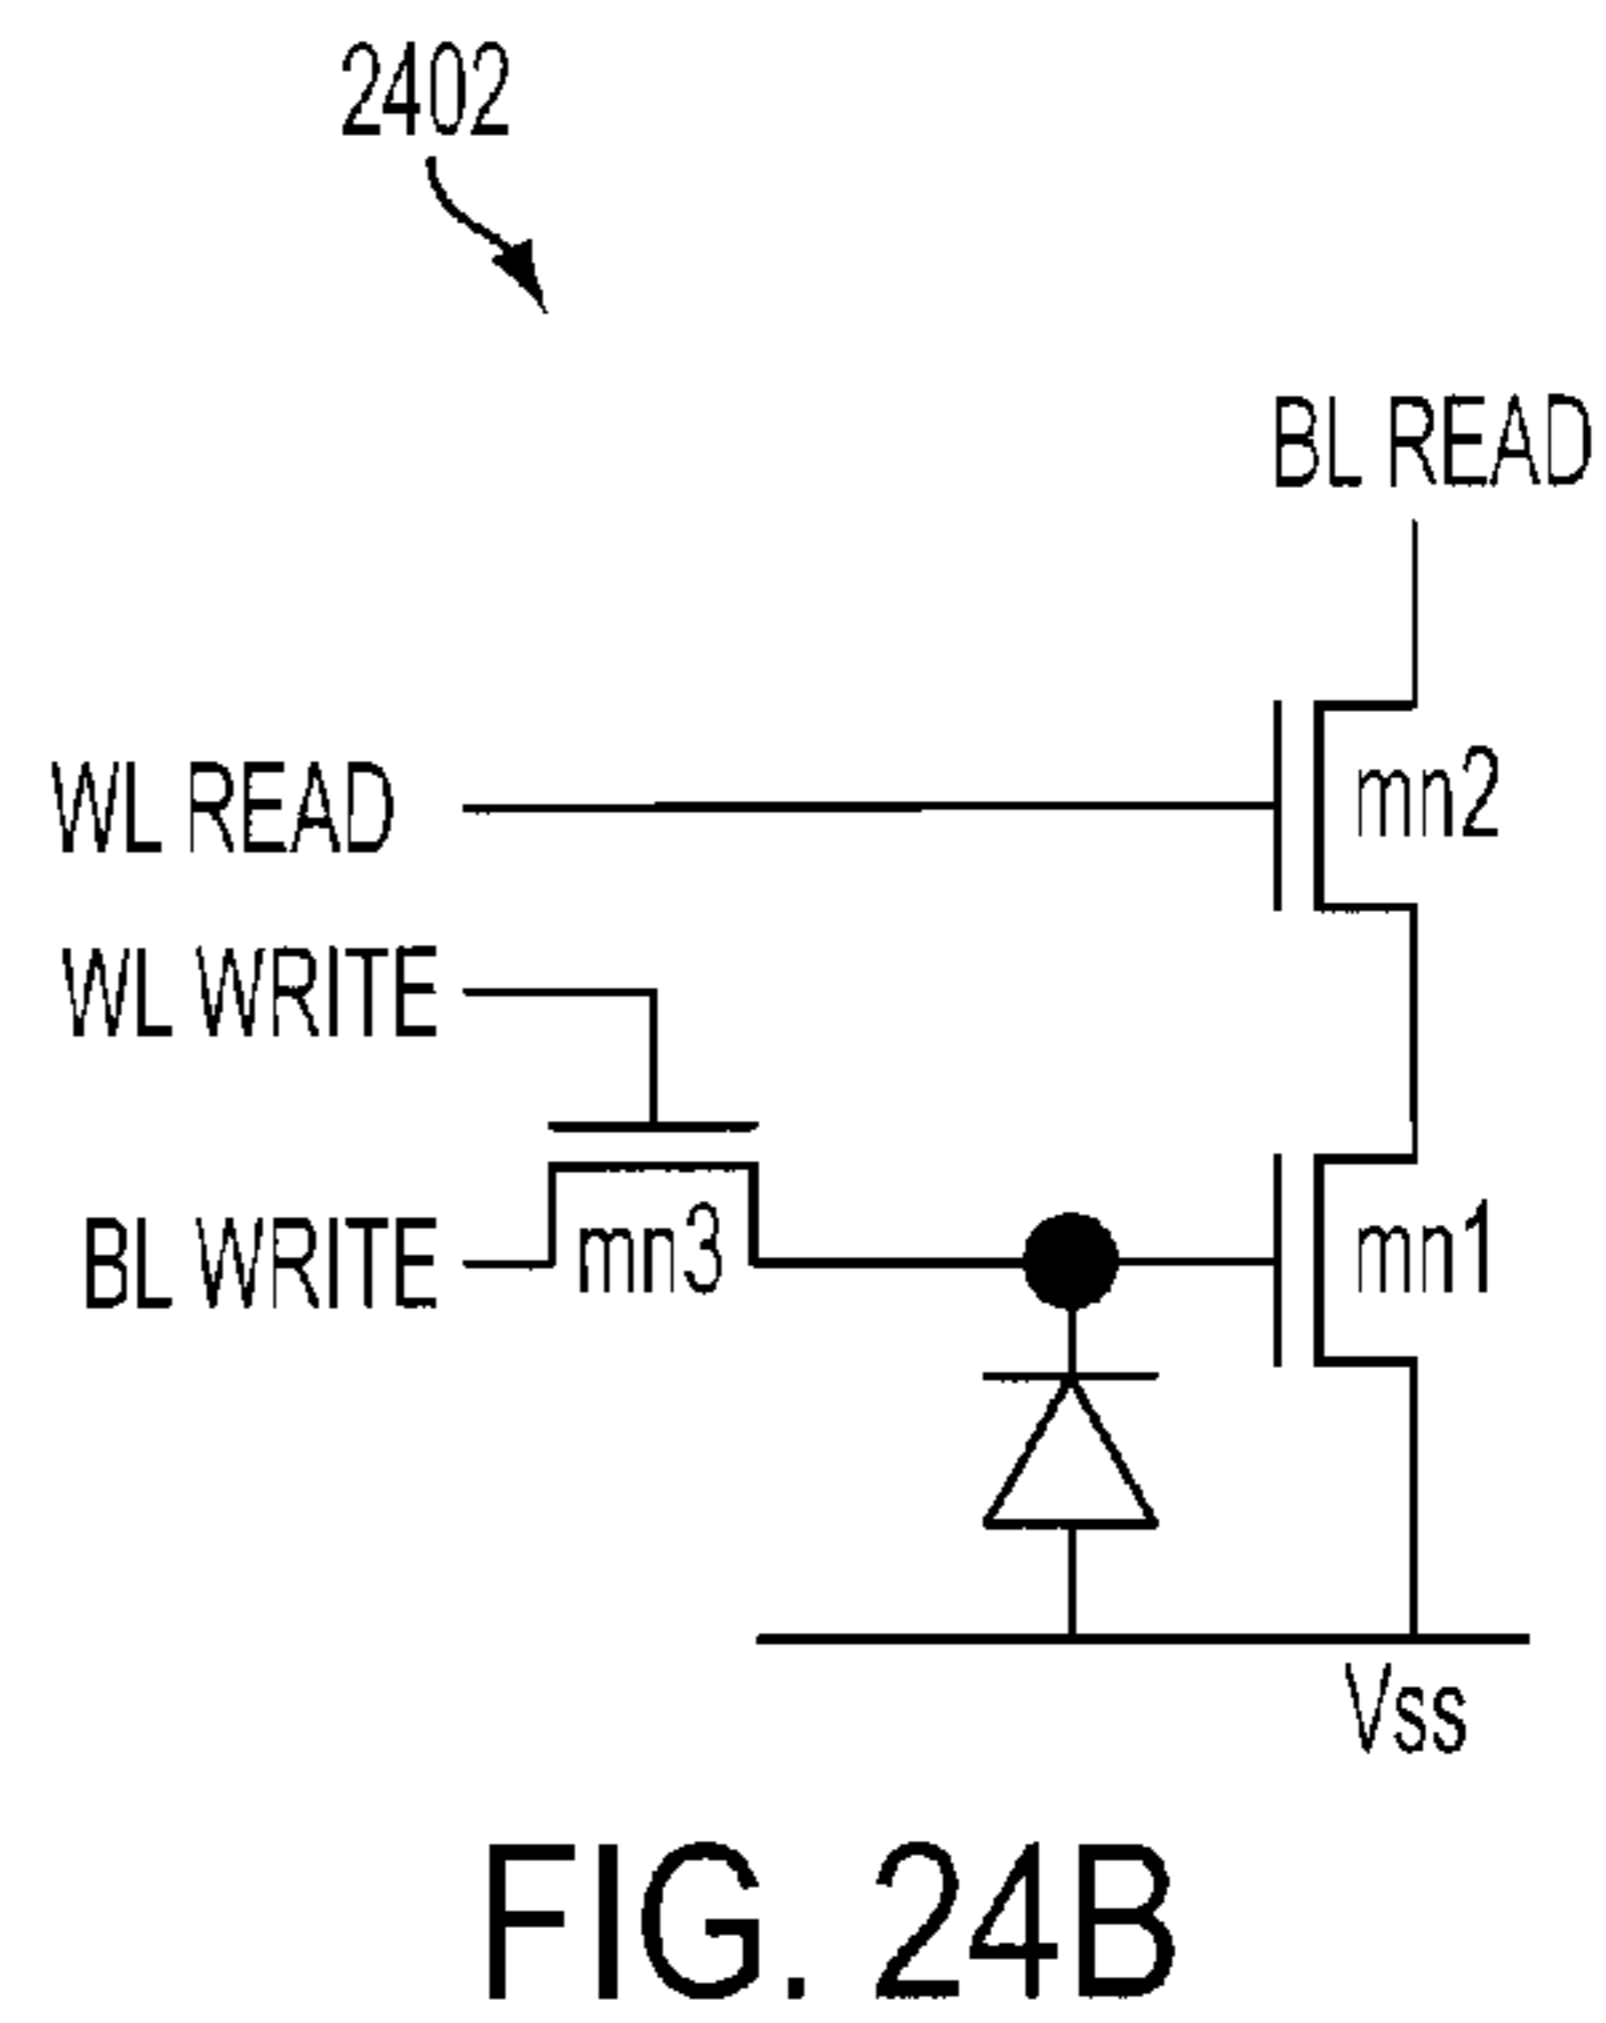 2402
BL READ
WL READ
mn2
WL WRITE
BL WRITE
mn3
mn1
Vss
FIG. 24B